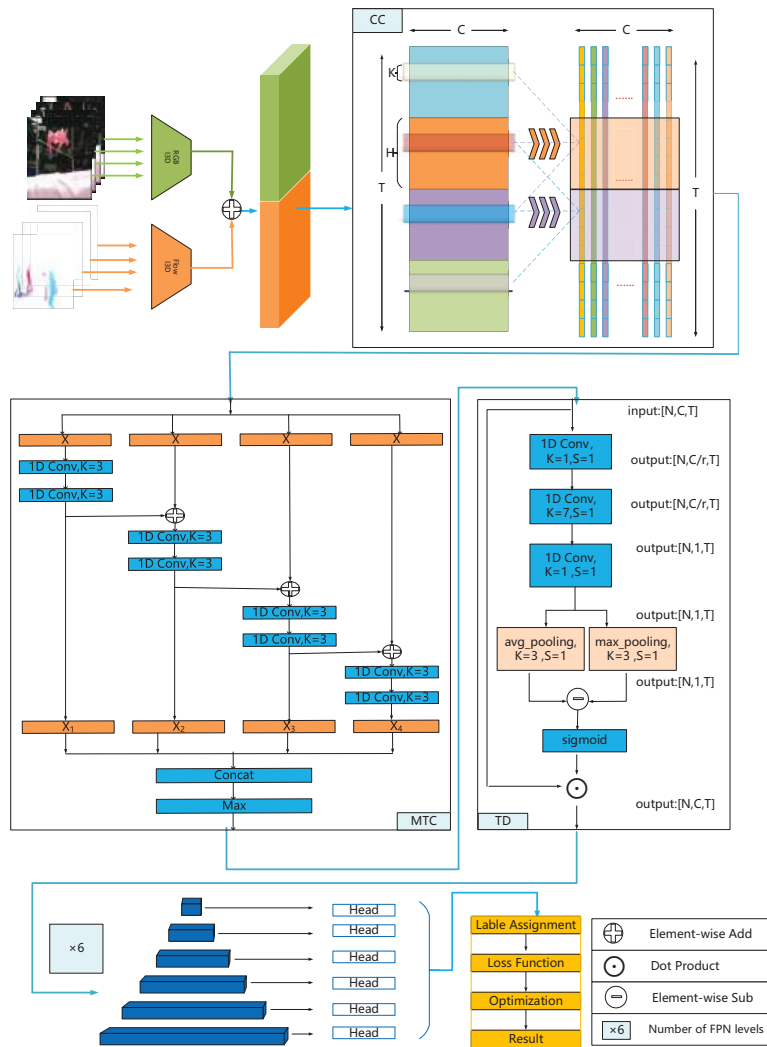 CC
C
C
K
H
T
T
......
......
......
......
RGB
I3D
Flow
I3D
X
X
X
X
1D Conv,K=3
1D Conv,K=3
1D Conv,K=3
1D Conv,K=3
1D Conv,K=3
1D Conv,K=3
1D Conv,K=3
1D Conv,K=3
X1
X2
X3
X4
Concat
Max
MTC
input:[N,C,T]
1D Conv,
K=1,S=1
output:[N,C/r,T]
1D Conv,
K=7,S=1
output:[N,C/r,T]
1D Conv,
K=1 ,S=1
output:[N,1,T]
output:[N,1,T]
avg_pooling,
K=3 ,S=1
max_pooling,
K=3 ,S=1
output:[N,1,T]
sigmoid
output:[N,C,T]
TD
×6
Head
Head
Head
Head
Head
Head
Lable Assignment
Loss Function
Optimization
Result
Element-wise Add
Dot Product
Element-wise Sub
×6 Number of FPN levels